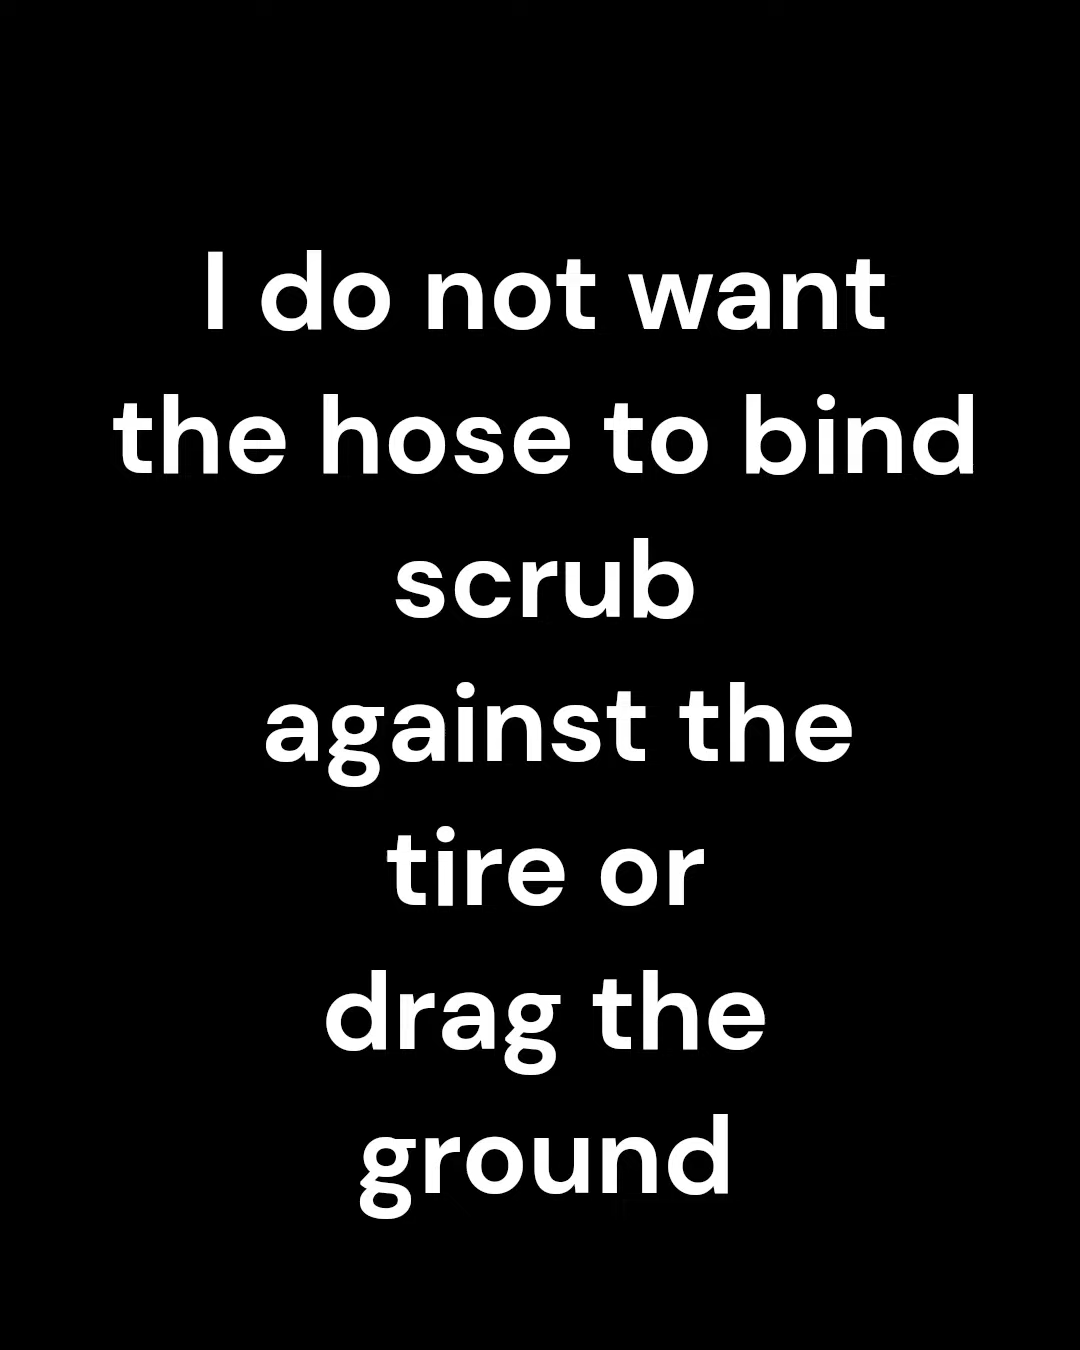 I do not want
the hose to bind
scrub
against the
tire or
drag the
ground